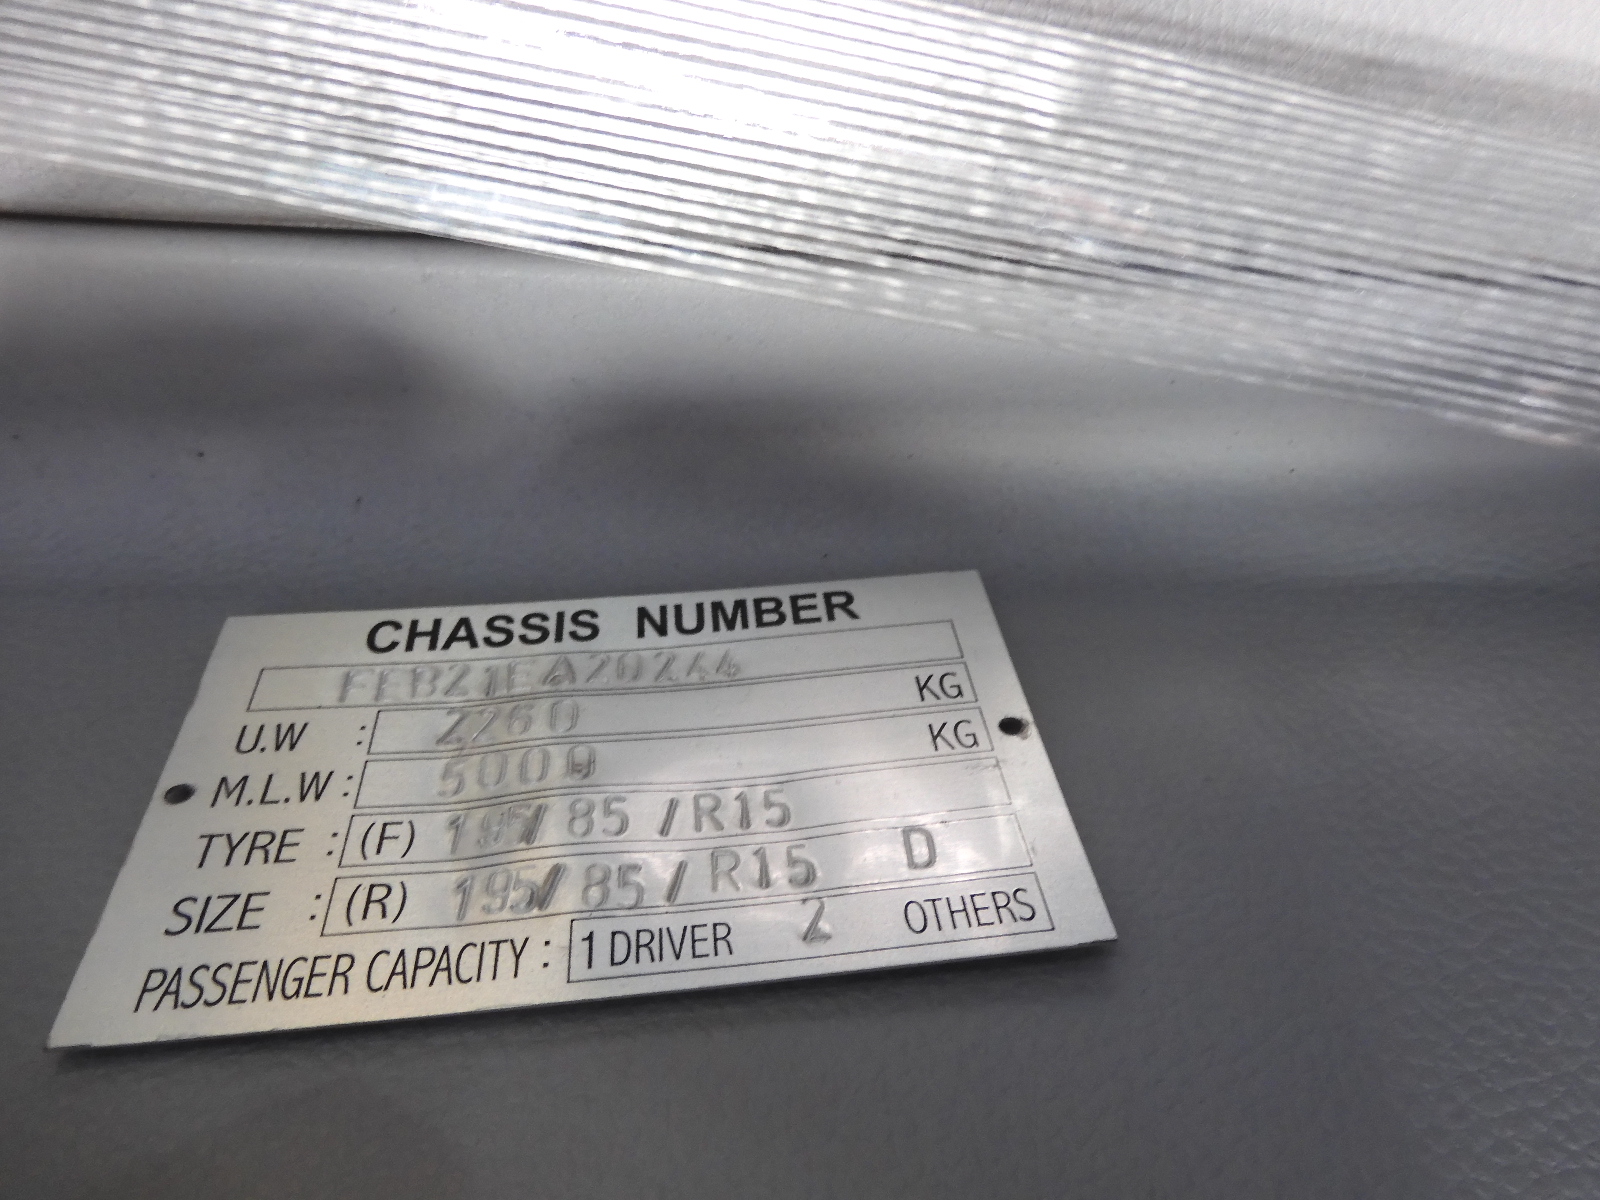 CHASSIS NUMBER
FEB21EA20244
U.W : 2260 KG
M.L.W : 5000 KG
TYRE : (F) 195/ 85 / R15
SIZE : (R) 195/ 85 / R15 D
PASSENGER CAPACITY : 1 DRIVER 2 OTHERS